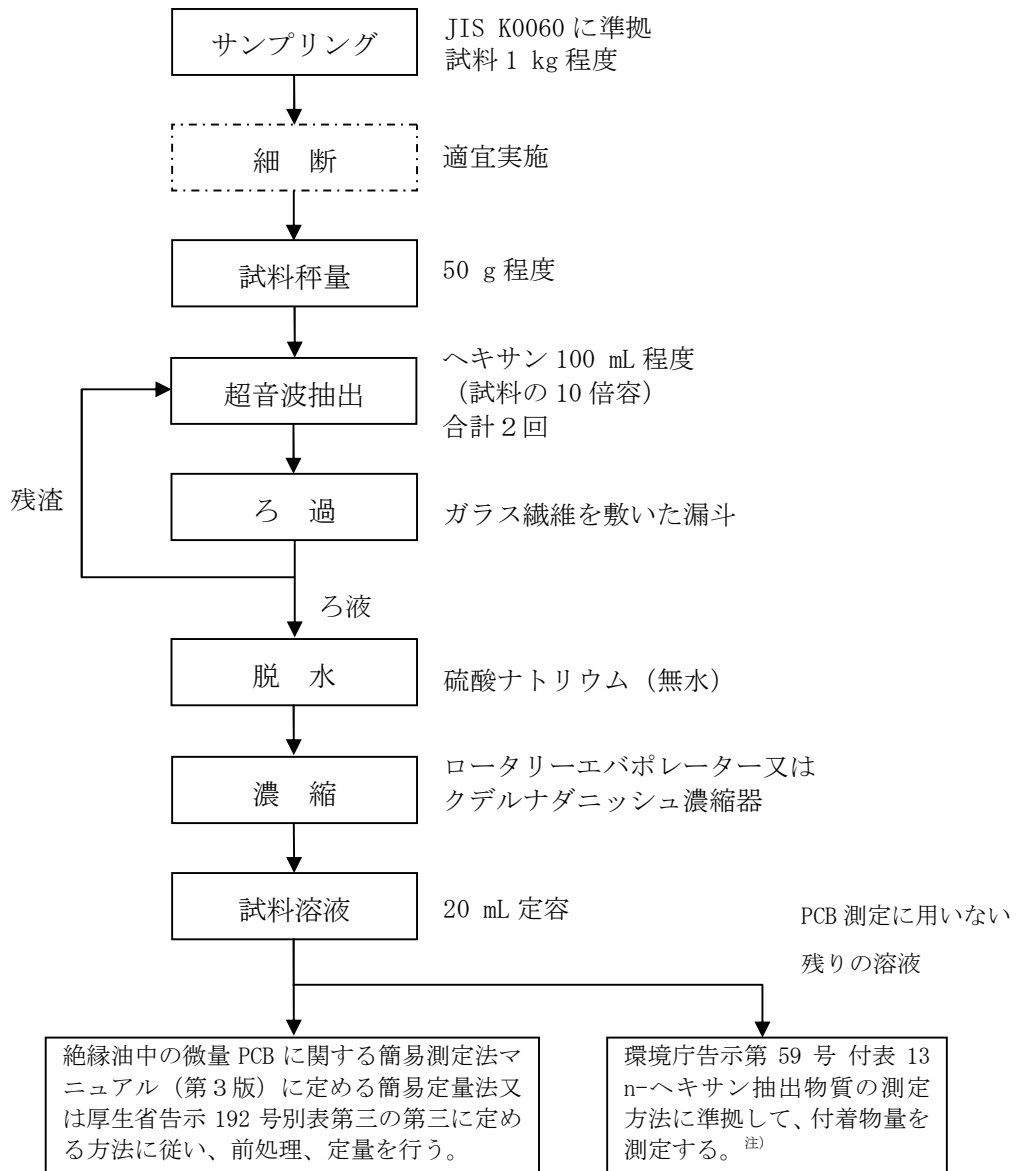 サンプリング
JIS K0060 に準拠
試料 1 kg 程度
細　断
適宜実施
試料秤量
50 g 程度
超音波抽出
ヘキサン 100 mL 程度
（試料の 10 倍容）
合計２回
残渣
ろ　過
ガラス繊維を敷いた漏斗
ろ液
脱　水
硫酸ナトリウム（無水）
濃　縮
ロータリーエバポレーター又は
クデルナダニッシュ濃縮器
試料溶液
20 mL 定容
PCB 測定に用いない
残りの溶液
絶縁油中の微量 PCB に関する簡易測定法マ
ニュアル（第３版）に定める簡易定量法又
は厚生省告示 192 号別表第三の第三に定め
る方法に従い、前処理、定量を行う。
環境庁告示第 59 号 付表 13
n-ヘキサン抽出物質の測定
方法に準拠して、付着物量を
測定する。注)